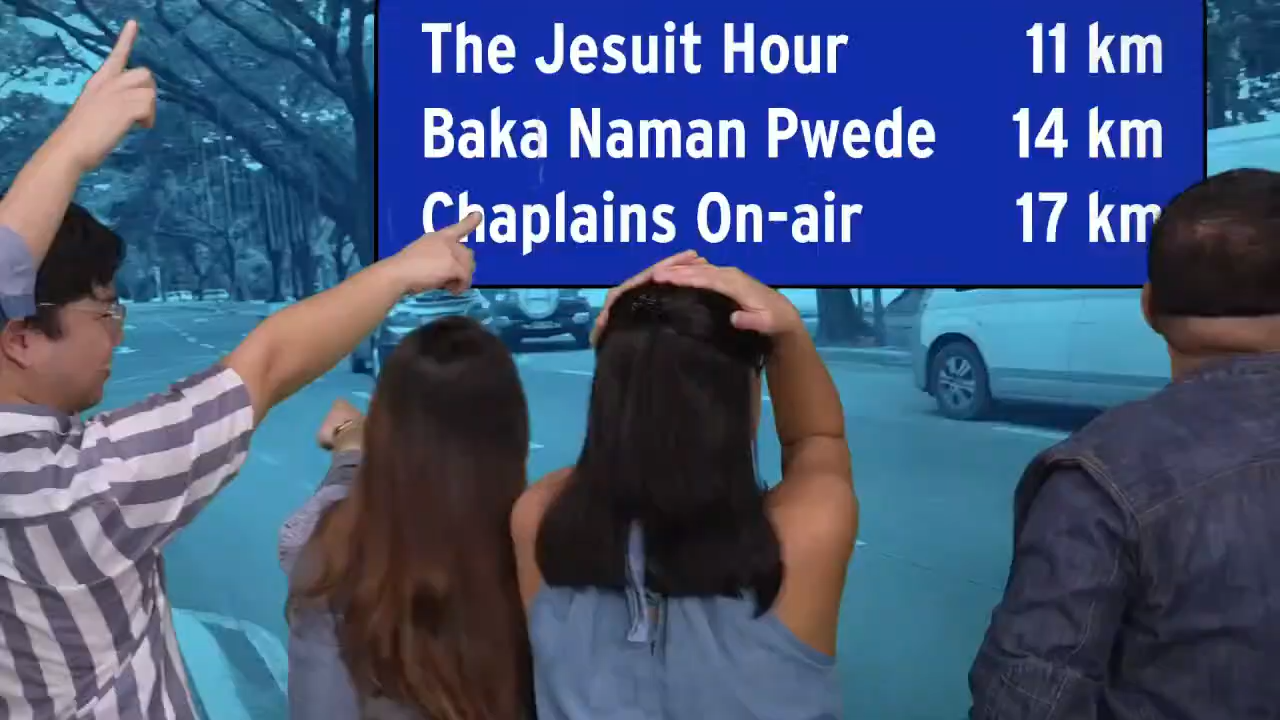 The Jesuit Hour 11 km
Baka Naman Pwede 14 km
Chaplains On-air 17 km